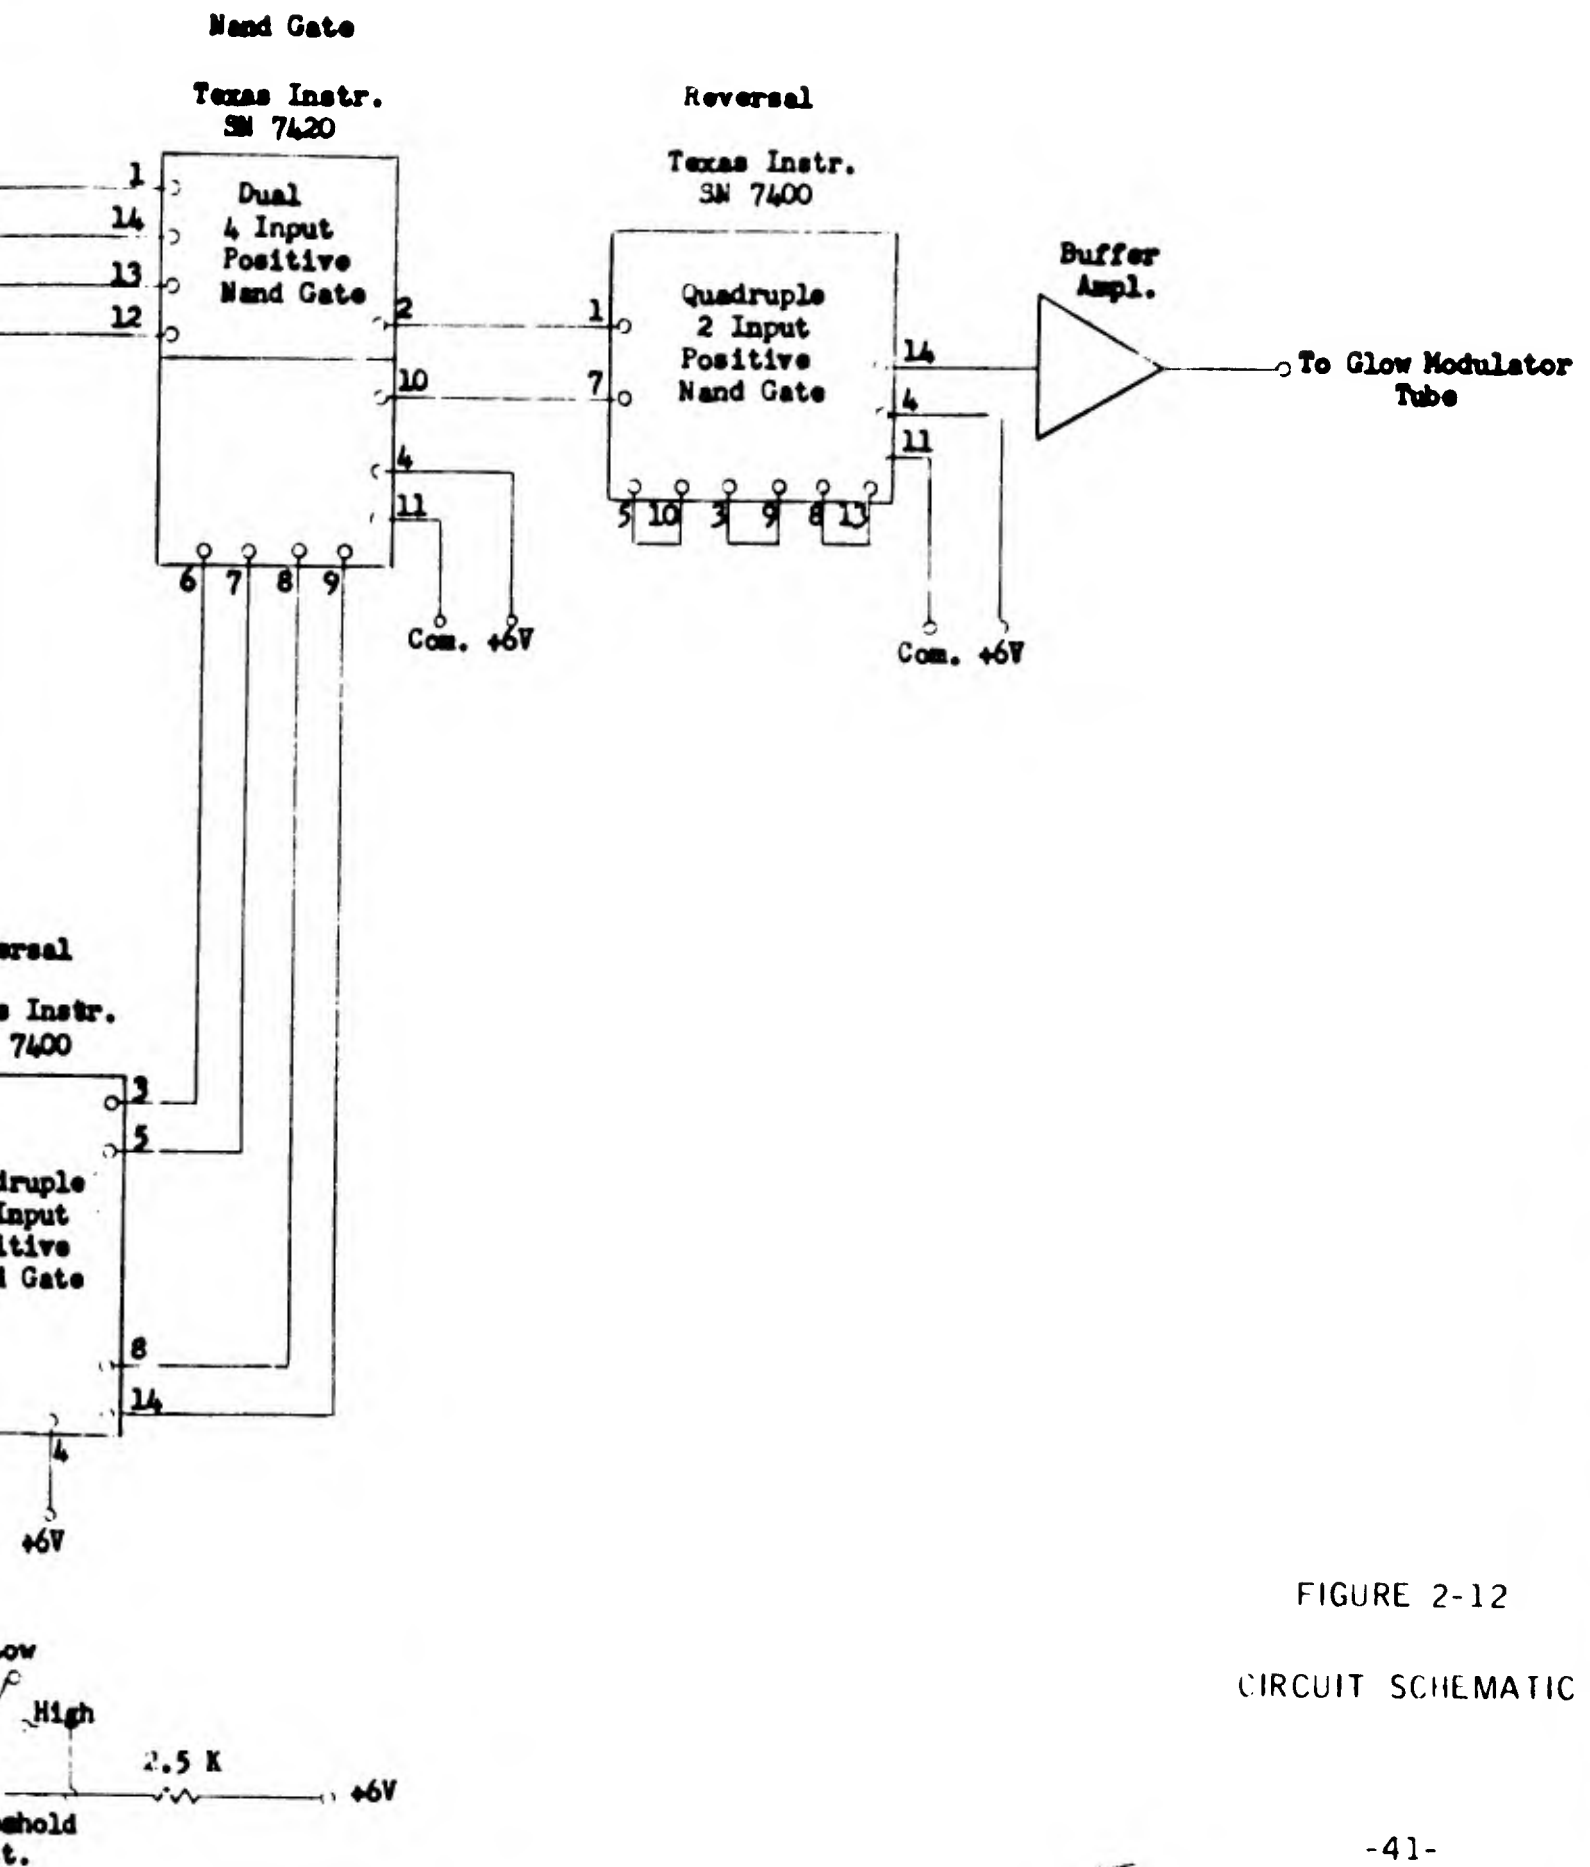 Nand Gate
Texas Instr.
SN 7420
1
14
13
12
Dual
4 Input
Positive
Nand Gate
2
10
4
11
6 7 8 9
Com. +6V
Reversal
Texas Instr.
SN 7400
1
7
Quadruple
2 Input
Positive
Nand Gate
14
4
11
5 10 3 9 8 13
Com. +6V
Buffer
Ampl.
To Glow Modulator
Tube
ersal
s Instr.
7400
3
5
druple
Input
itive
d Gate
8
14
4
+6V
ow
High
2.5 K
+6V
eshold
t.
FIGURE 2-12
CIRCUIT SCHEMATIC
-41-